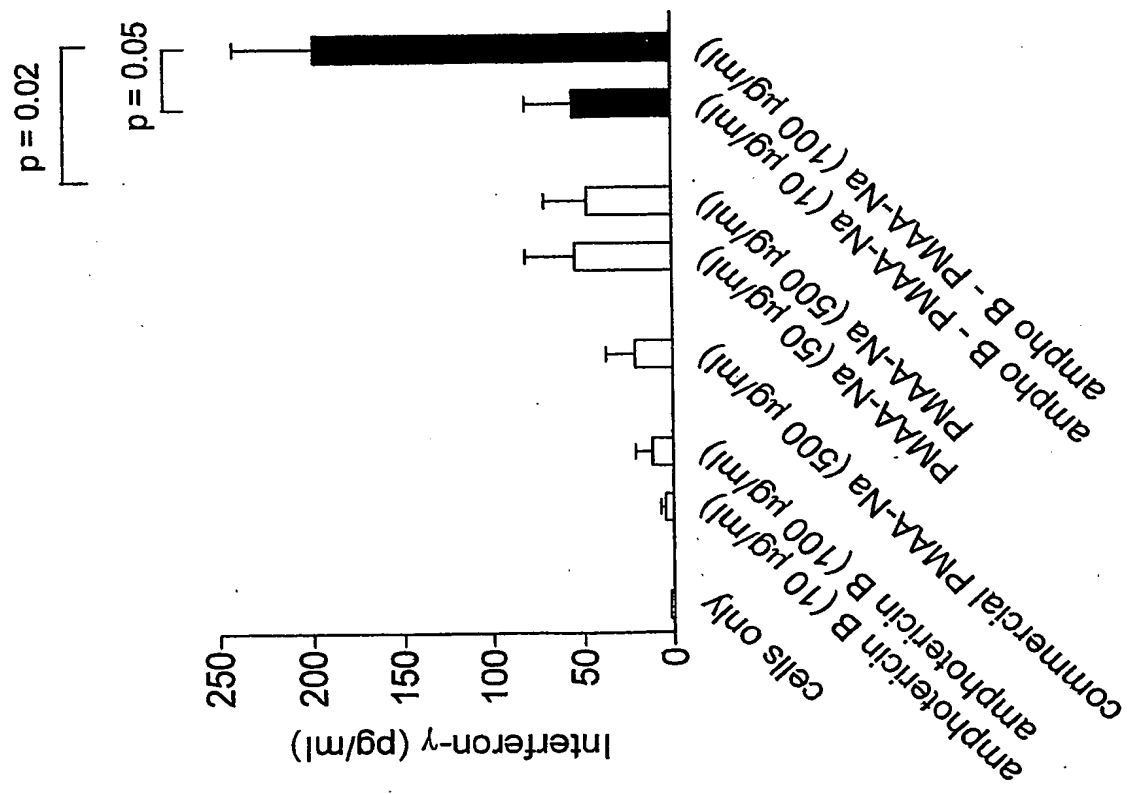 p = 0.02
p = 0.05
Interferon-γ (pg/ml)
250
200
150
100
50
0
cells only
amphotericin B (10 µg/ml)
amphotericin B (100 µg/ml)
commercial PMAA-Na (500 µg/ml)
PMAA-Na (50 µg/ml)
PMAA-Na (500 µg/ml)
ampho B - PMAA-Na (10 µg/ml)
ampho B - PMAA-Na (100 µg/ml)